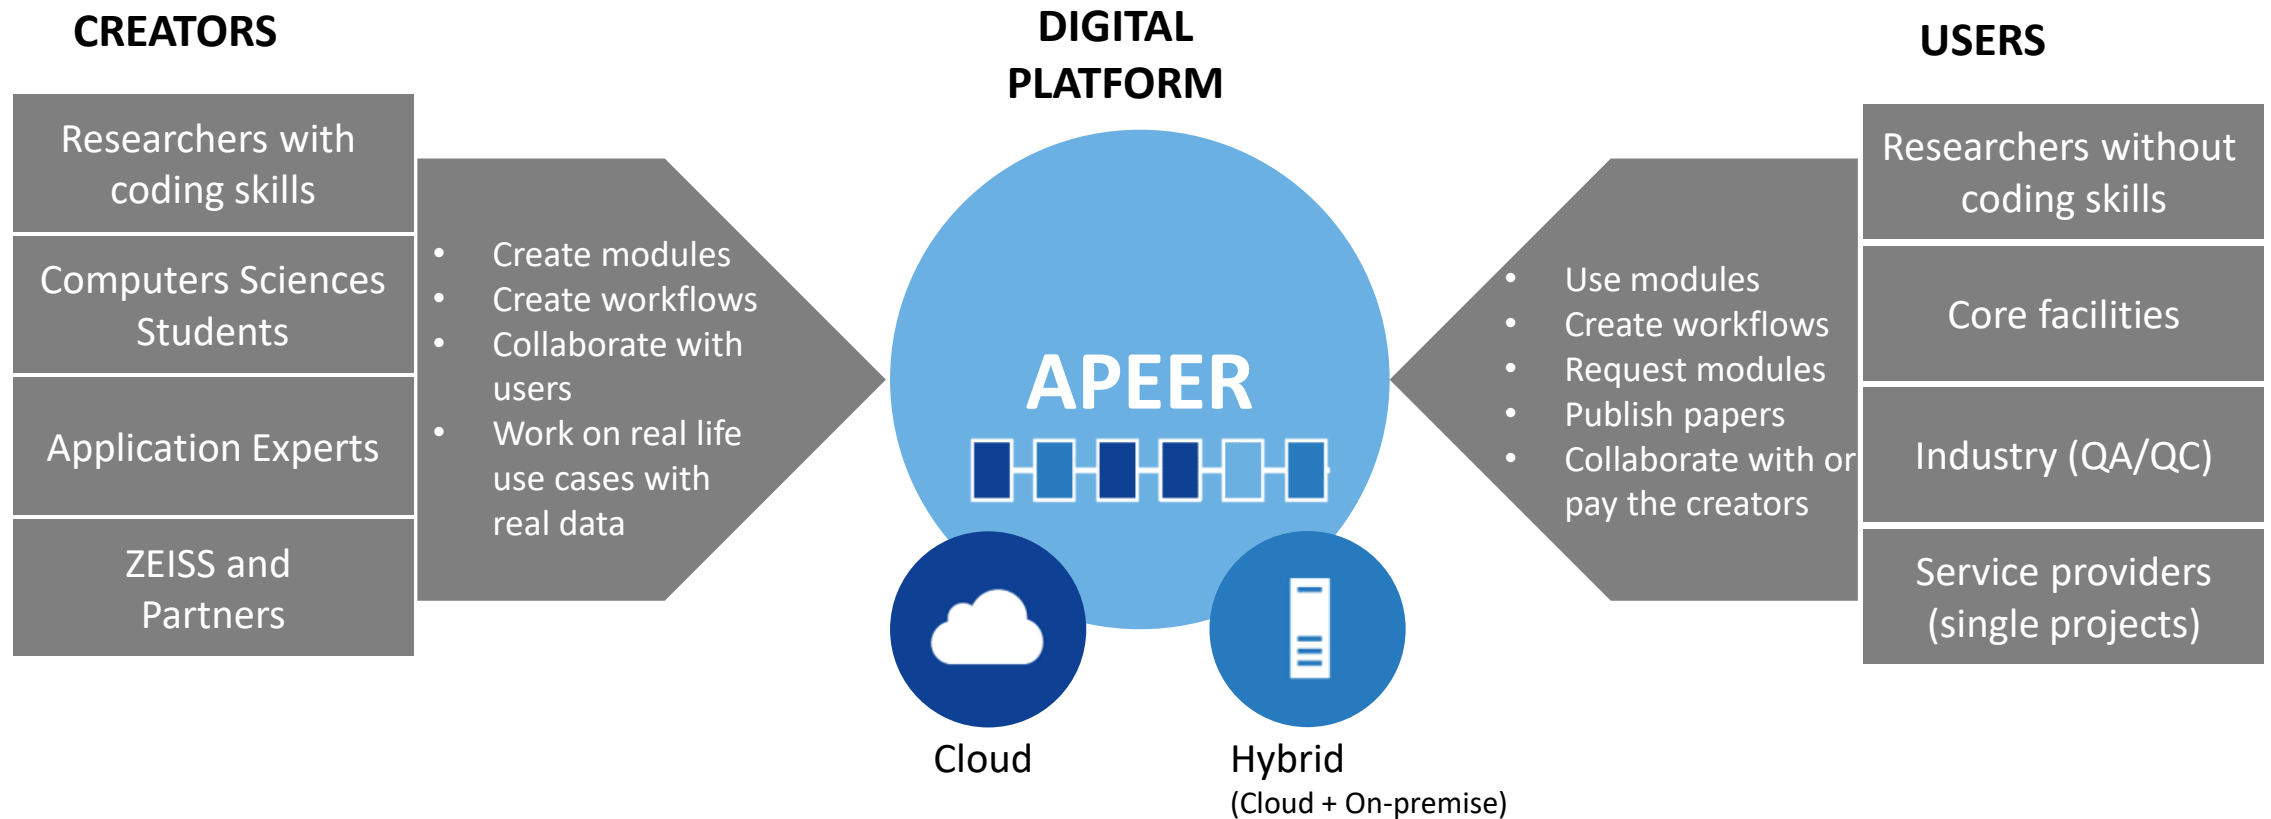 CREATORS
Researchers with
coding skills
Computers Sciences
Students
Application Experts
ZEISS and
Partners
• Create modules
• Create workflows
• Collaborate with
users
• Work on real life
use cases with
real data
DIGITAL
PLATFORM
APEER
Cloud
Hybrid
(Cloud + On-premise)
• Use modules
• Create workflows
• Request modules
• Publish papers
• Collaborate with or
pay the creators
USERS
Researchers without
coding skills
Core facilities
Industry (QA/QC)
Service providers
(single projects)